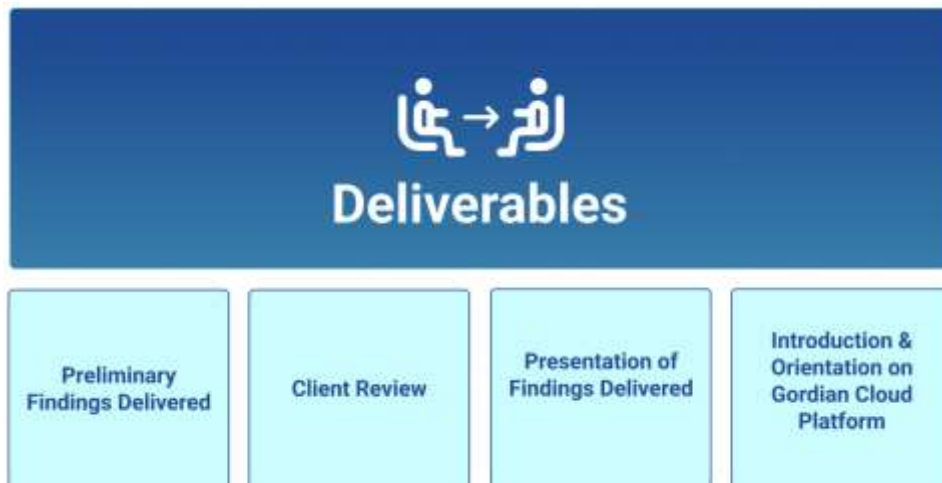 Deliverables
Preliminary
Findings Delivered
Client Review
Presentation of
Findings Delivered
Introduction &
Orientation on
Gordian Cloud
Platform